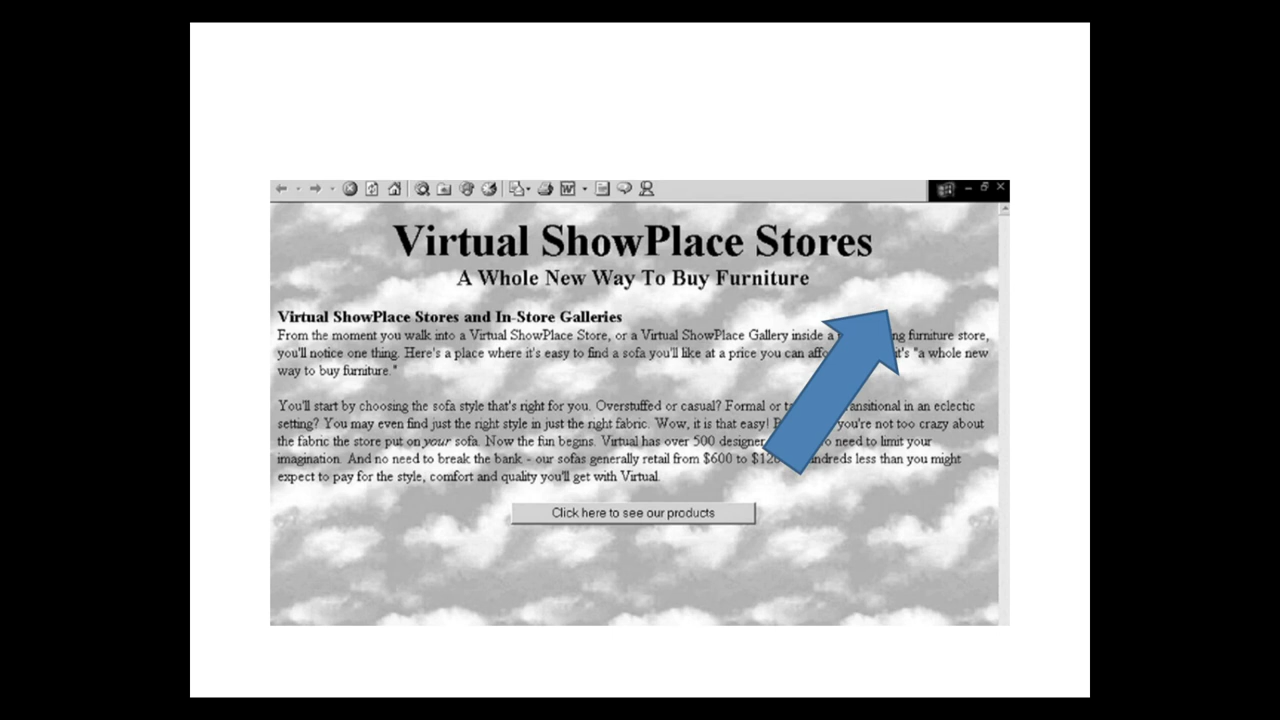 Virtual ShowPlace Stores
A Whole New Way To Buy Furniture
Virtual ShowPlace Stores and In-Store Galleries
From the moment you walk into a Virtual ShowPlace Store, or a Virtual ShowPlace Gallery inside a furniture store,
you'll notice one thing. Here's a place where it's easy to find a sofa you'll like at a price you can it's "a whole new
way to buy furniture."
You'll start by choosing the sofa style that's right for you. Overstuffed or casual? Formal or in an eclectic
setting? You may even find just the right style in just the right fabric. Wow, it is that easy! you're not too crazy about
the fabric the store put on your sofa. Now the fun begins. Virtual has over 500 designer need to limit your
imagination. And no need to break the bank - our sofas generally retail from $600 to less than you might
expect to pay for the style, comfort and quality you'll get with Virtual.
Click here to see our products